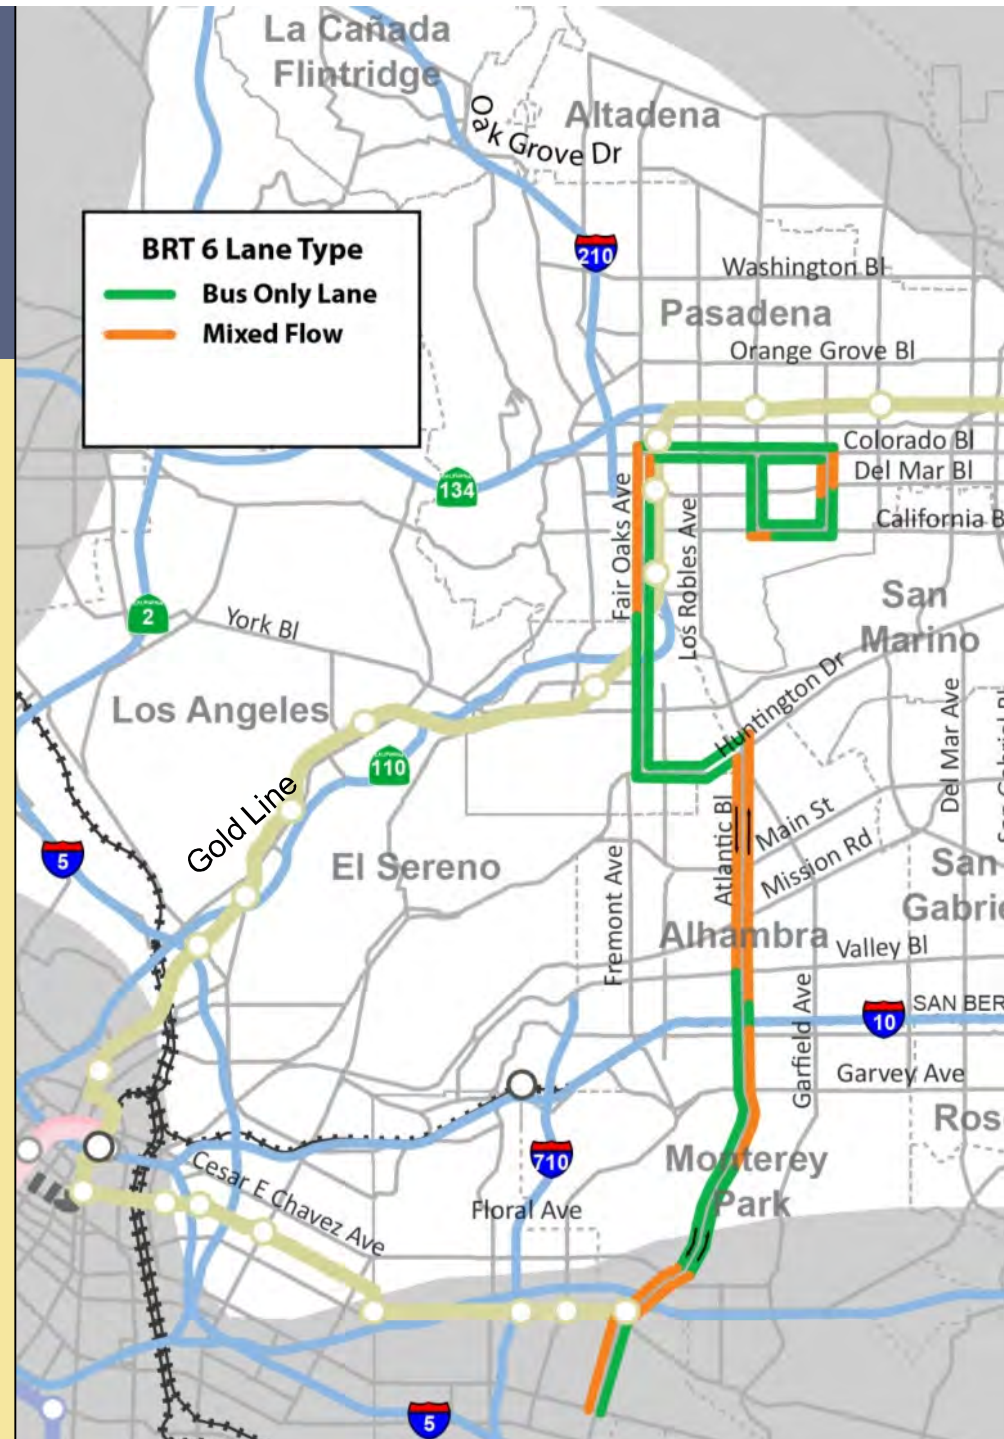 La Cañada
Flintridge
Oak Grove Dr
Altadena
BRT 6 Lane Type
Bus Only Lane
Mixed Flow
210
Washington Bl
Pasadena
Orange Grove Bl
Colorado Bl
Del Mar Bl
California B
134
Fair Oaks Ave
Los Robles Ave
2
York Bl
San
Marino
Los Angeles
Huntington Dr
Del Mar Ave
110
Gold Line
5
Atlantic Bl
Main St
Mission Rd
El Sereno
Fremont Ave
San
Gabrie
Alhambra
Valley Bl
Garfield Ave
10
SAN BER
Garvey Ave
Rose
710
Monterey
Park
Cesar E Chavez Ave
Floral Ave
5